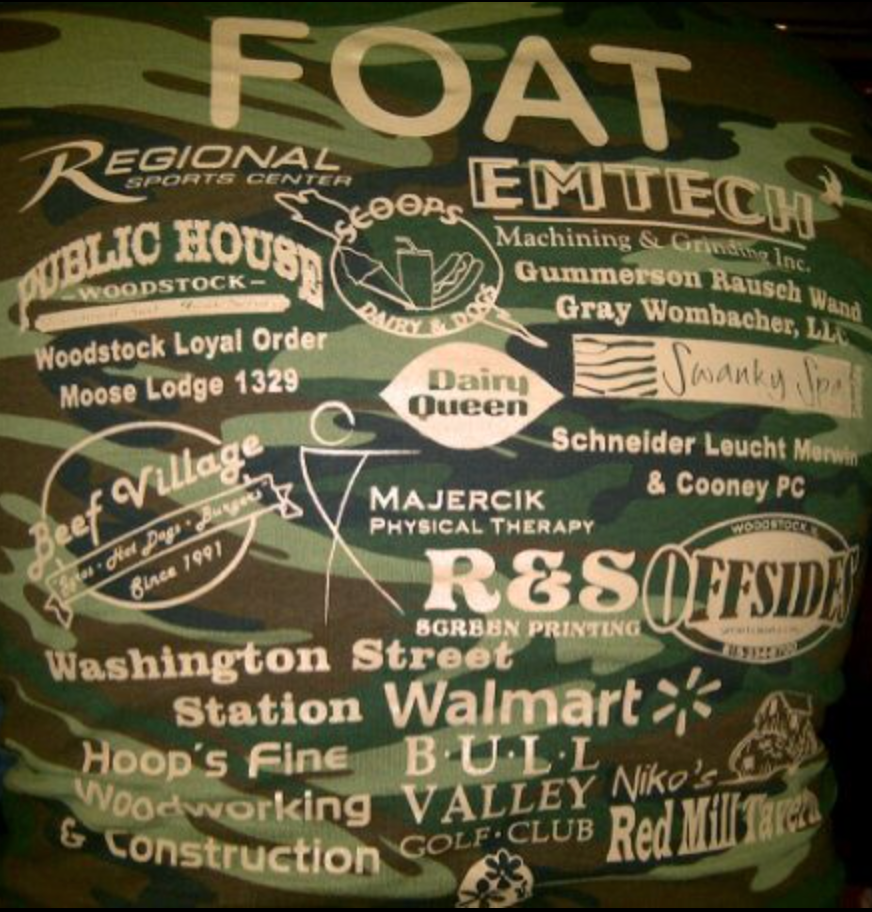 FOAT
REGIONAL
SPORTS CENTER
EMTECH
Machining & Grinding Inc.
SCOOPS
DAIRY & DOGS
PUBLIC HOUSE
-WOODSTOCK-
Gummerson Rausch Wand
Gray Wombacher, LLC
Woodstock Loyal Order
Moose Lodge 1329
Dairy
Queen
Swanky Spa
Schneider Leucht Merwin
& Cooney PC
Beef Village
Gyros · Hot Dogs · Burgers
Since 1991
MAJERCIK
PHYSICAL THERAPY
R&S
SCREEN PRINTING
WOODSTOCK IL
OFFSIDES
Washington Street
Station
Walmart
Hoop's Fine
Woodworking
& Construction
B·U·L·L
VALLEY
GOLF·CLUB
Niko's
Red Mill Tavern